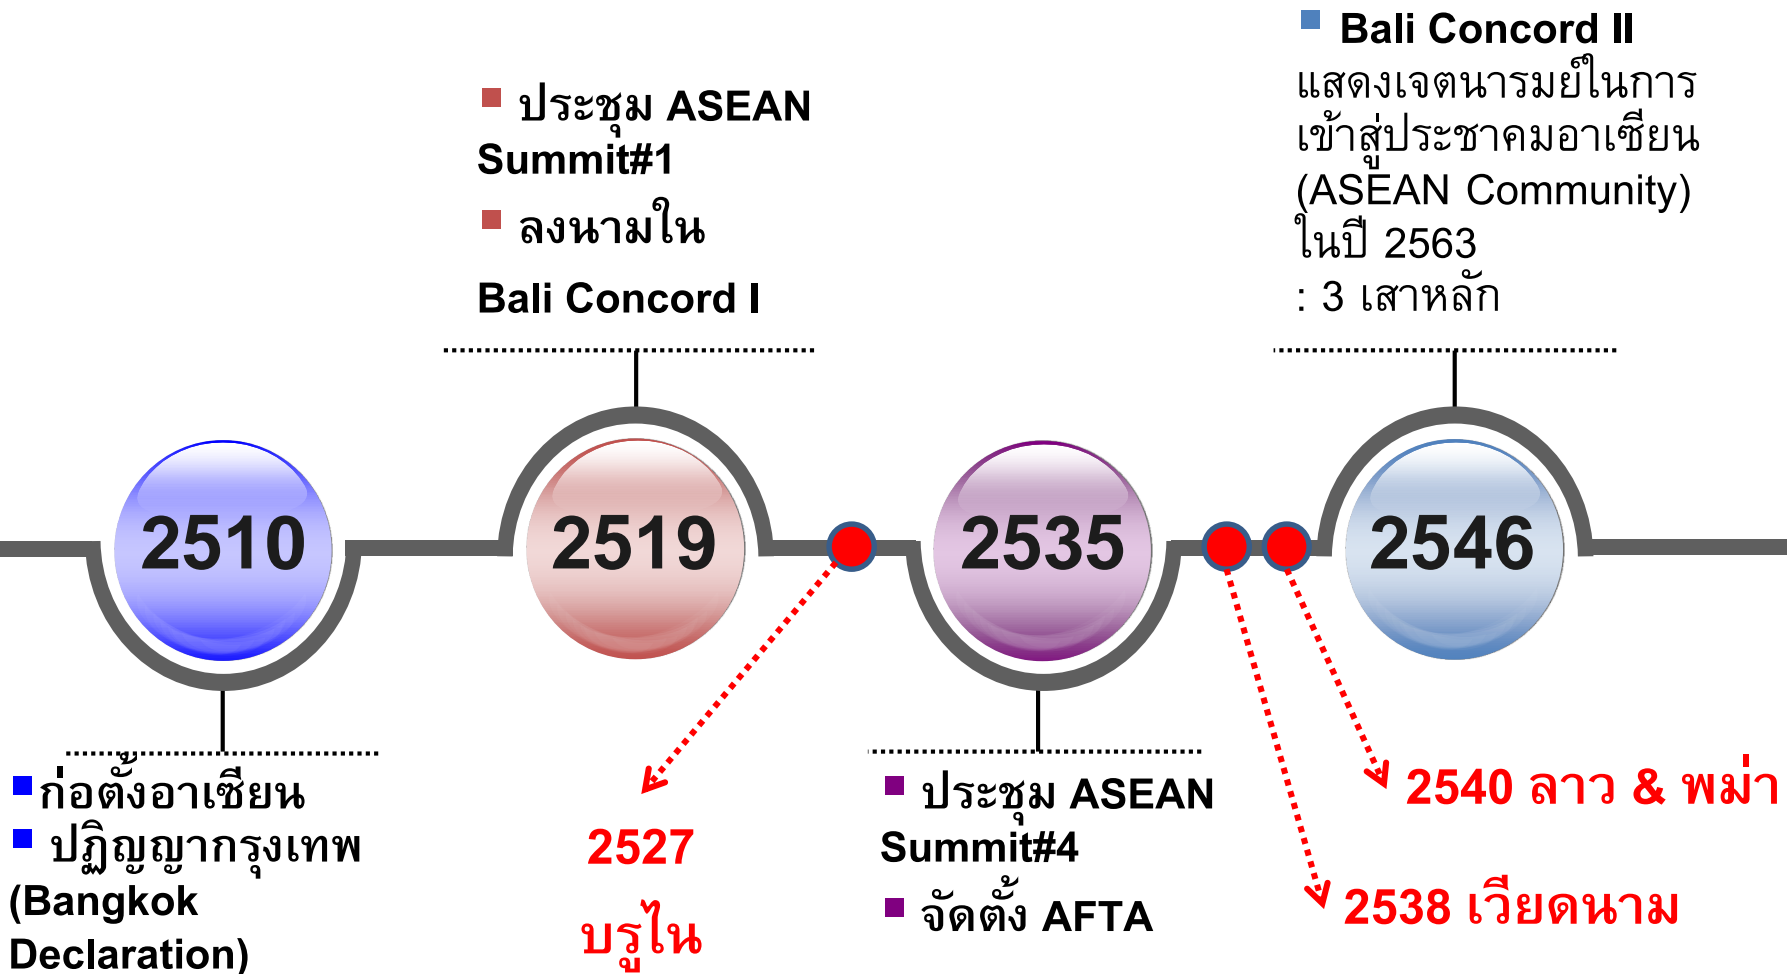 ▪ Bali Concord II
แสดงเจตนารมย์ในการ
เข้าสู่ประชาคมอาเซียน
(ASEAN Community)
ในปี 2563
: 3 เสาหลัก
▪ ประชุม ASEAN
Summit#1
▪ ลงนามใน
Bali Concord I
2510
2519
2535
2546
▪ก่อตั้งอาเซียน
▪ ปฏิญญากรุงเทพ
(Bangkok
Declaration)
2527
บรูไน
▪ ประชุม ASEAN
Summit#4
▪ จัดตั้ง AFTA
2540 ลาว & พม่า
2538 เวียดนาม